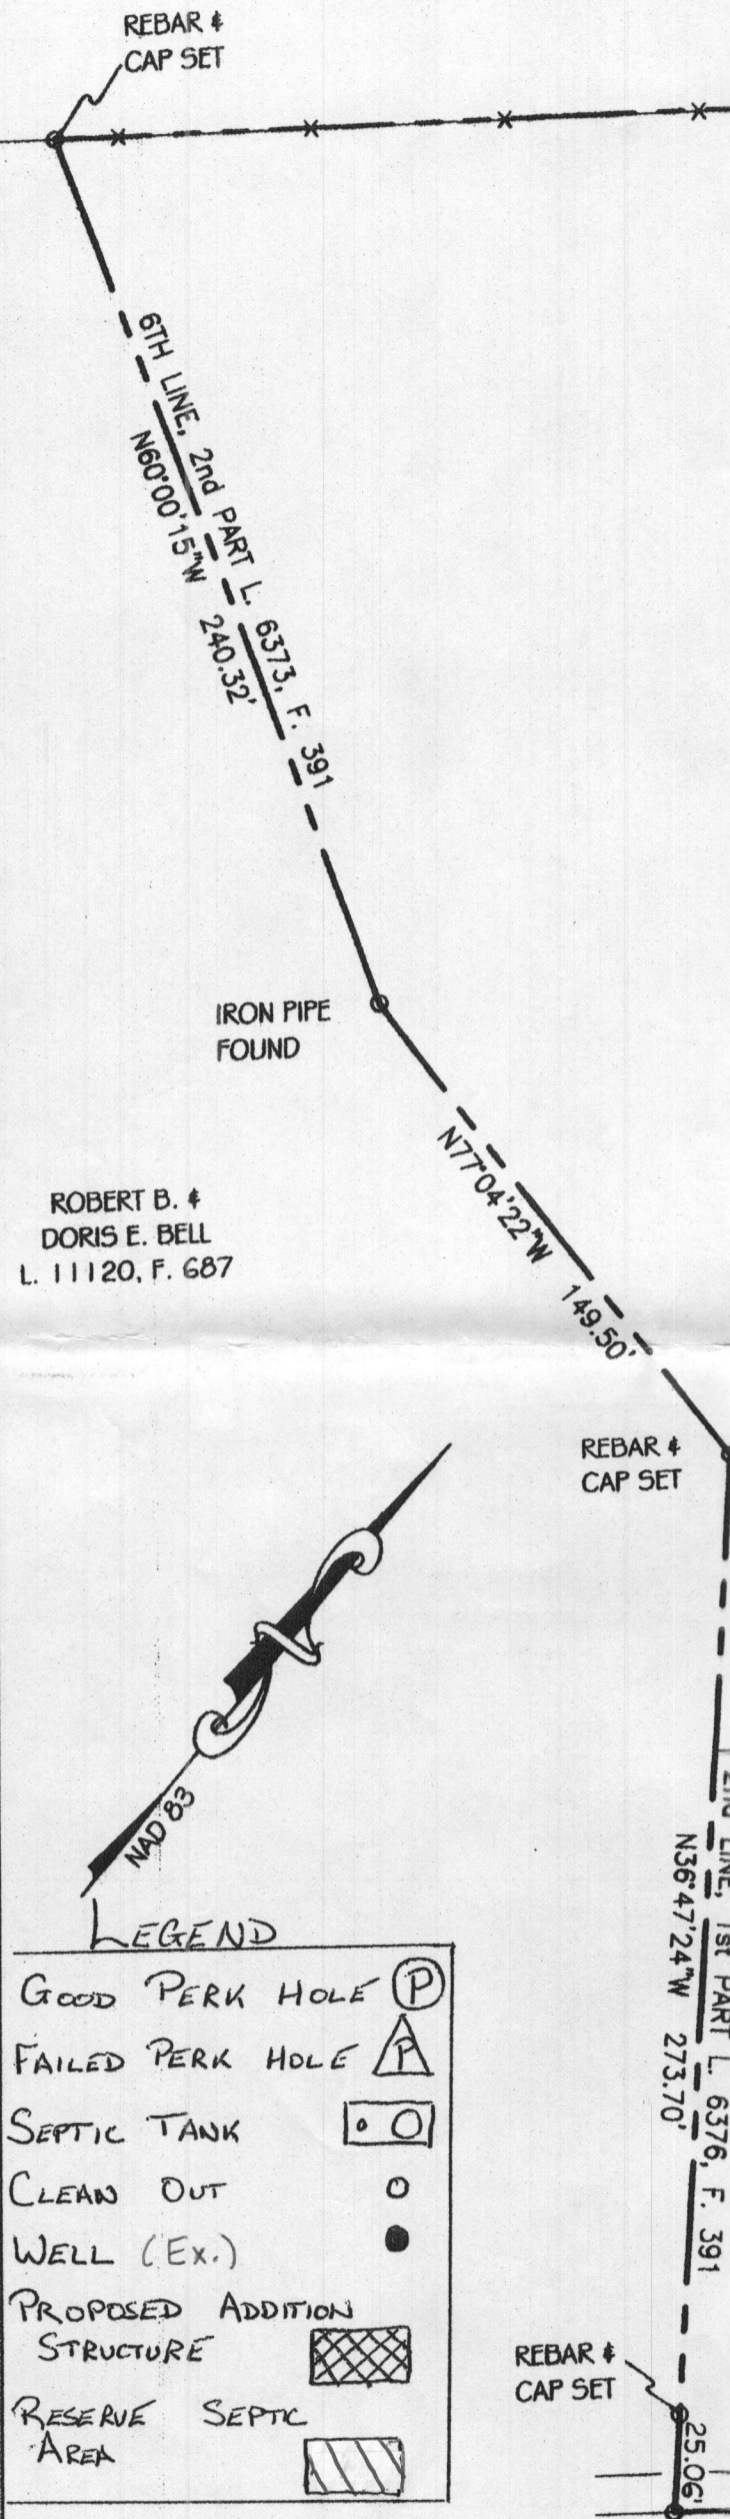 REBAR &
CAP SET
6TH LINE, 2nd PART L. 6373, F. 391
N60°00'15"W 240.32'
IRON PIPE
FOUND
N77°04'22"W 149.50'
ROBERT B. &
DORIS E. BELL
L. 11120, F. 687
REBAR &
CAP SET
NAD 83
2nd LINE, 1st PART L. 6376, F. 391
N36°47'24"W 273.70'
LEGEND
GOOD PERK HOLE P
FAILED PERK HOLE P
SEPTIC TANK
CLEAN OUT
WELL (EX.)
PROPOSED ADDITION
STRUCTURE
RESERVE SEPTIC
AREA
REBAR &
CAP SET
25.06'